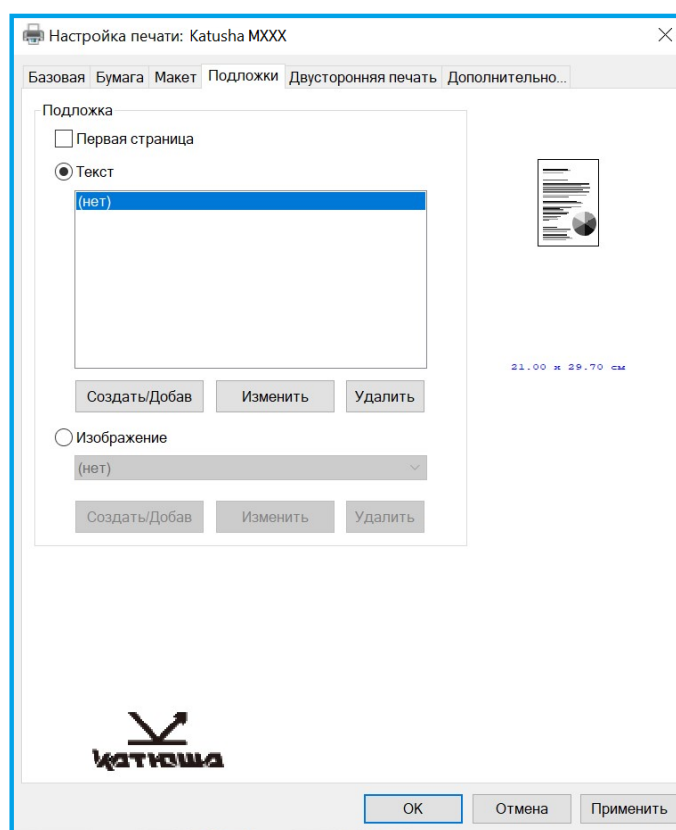 Настройка печати: Katusha MXXX
Базовая Бумага Макет Подложки Двусторонняя печать Дополнительно...
Подложка
Первая страница
Текст
(нет)
21.00 x 29.70 см
Создать/Добав Изменить Удалить
Изображение
(нет)
Создать/Добав Изменить Удалить
катюша
OK Отмена Применить